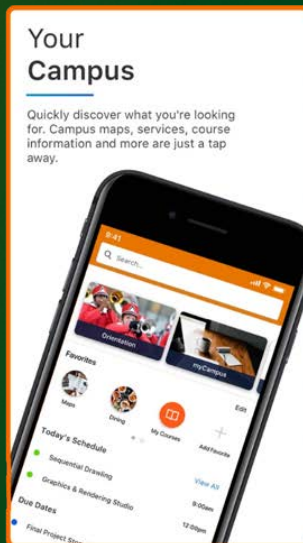 Your
Campus
Quickly discover what you're looking
for. Campus maps, services, course
information and more are just a tap
away.
9:41
Search...
Orientation
myCampus
Favorites
Edit
Maps
Dining
My Courses
Add Favorite
Today's Schedule
View All
Sequential Drawling
9:00am
Graphics & Rendering Studio
12:00pm
Due Dates
Final Project